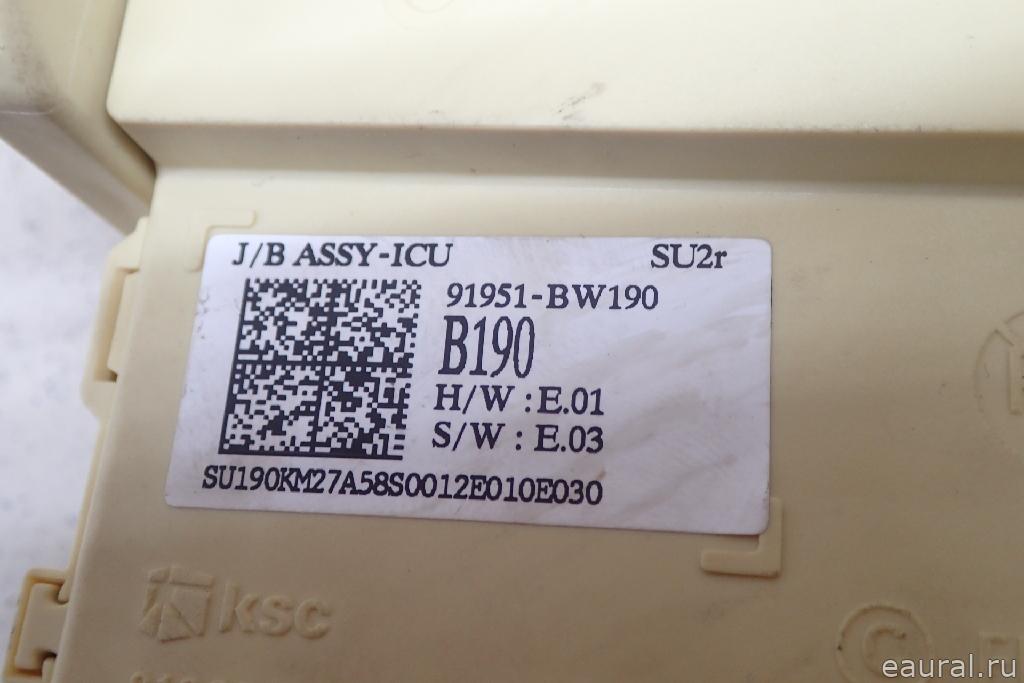 J/B ASSY-ICU SU2r
91951-BW190
B190
H/W : E.01
S/W : E.03
SU190KM27A58S0012E010E030
ksc
C
eaural.ru